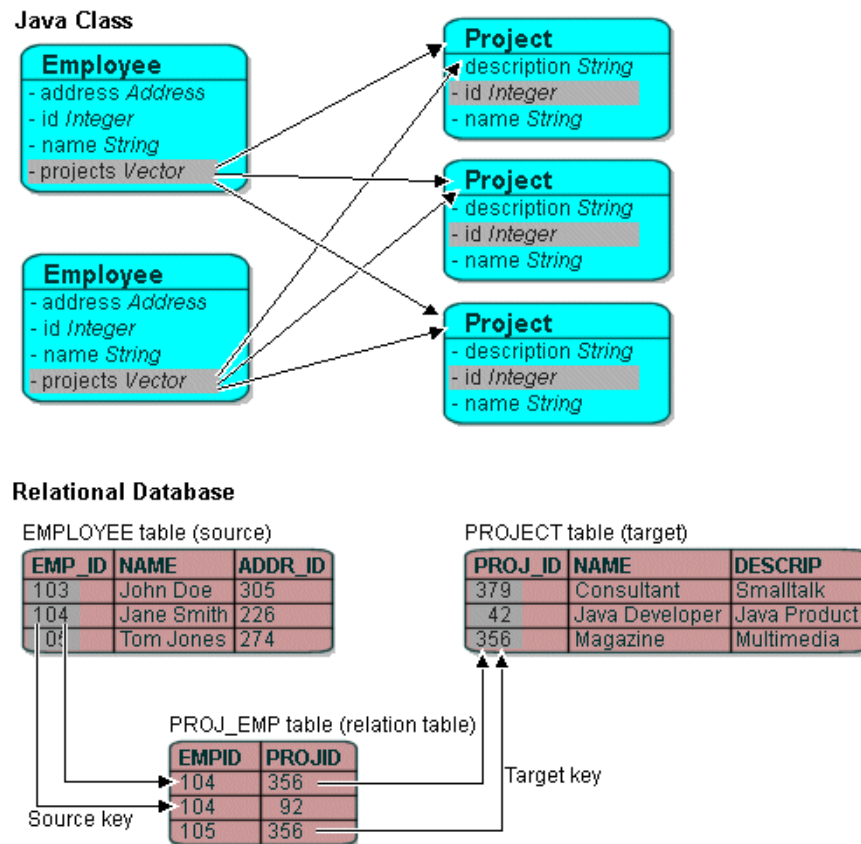 Java Class
Employee
- address Address
- id Integer
- name String
- projects Vector
Project
- description String
- id Integer
- name String
Project
- description String
- id Integer
- name String
Employee
- address Address
- id Integer
- name String
- projects Vector
Project
- description String
- id Integer
- name String
Relational Database
EMPLOYEE table (source)
EMP_ID NAME ADDR_ID
103 John Doe 305
104 Jane Smith 226
05 Tom Jones 274
PROJECT table (target)
PROJ_ID NAME DESCRIP
379 Consultant Smalltalk
42 Java Developer Java Product
356 Magazine Multimedia
PROJ_EMP table (relation table)
EMPID PROJID
104 356
104 92
105 356
Source key
Target key